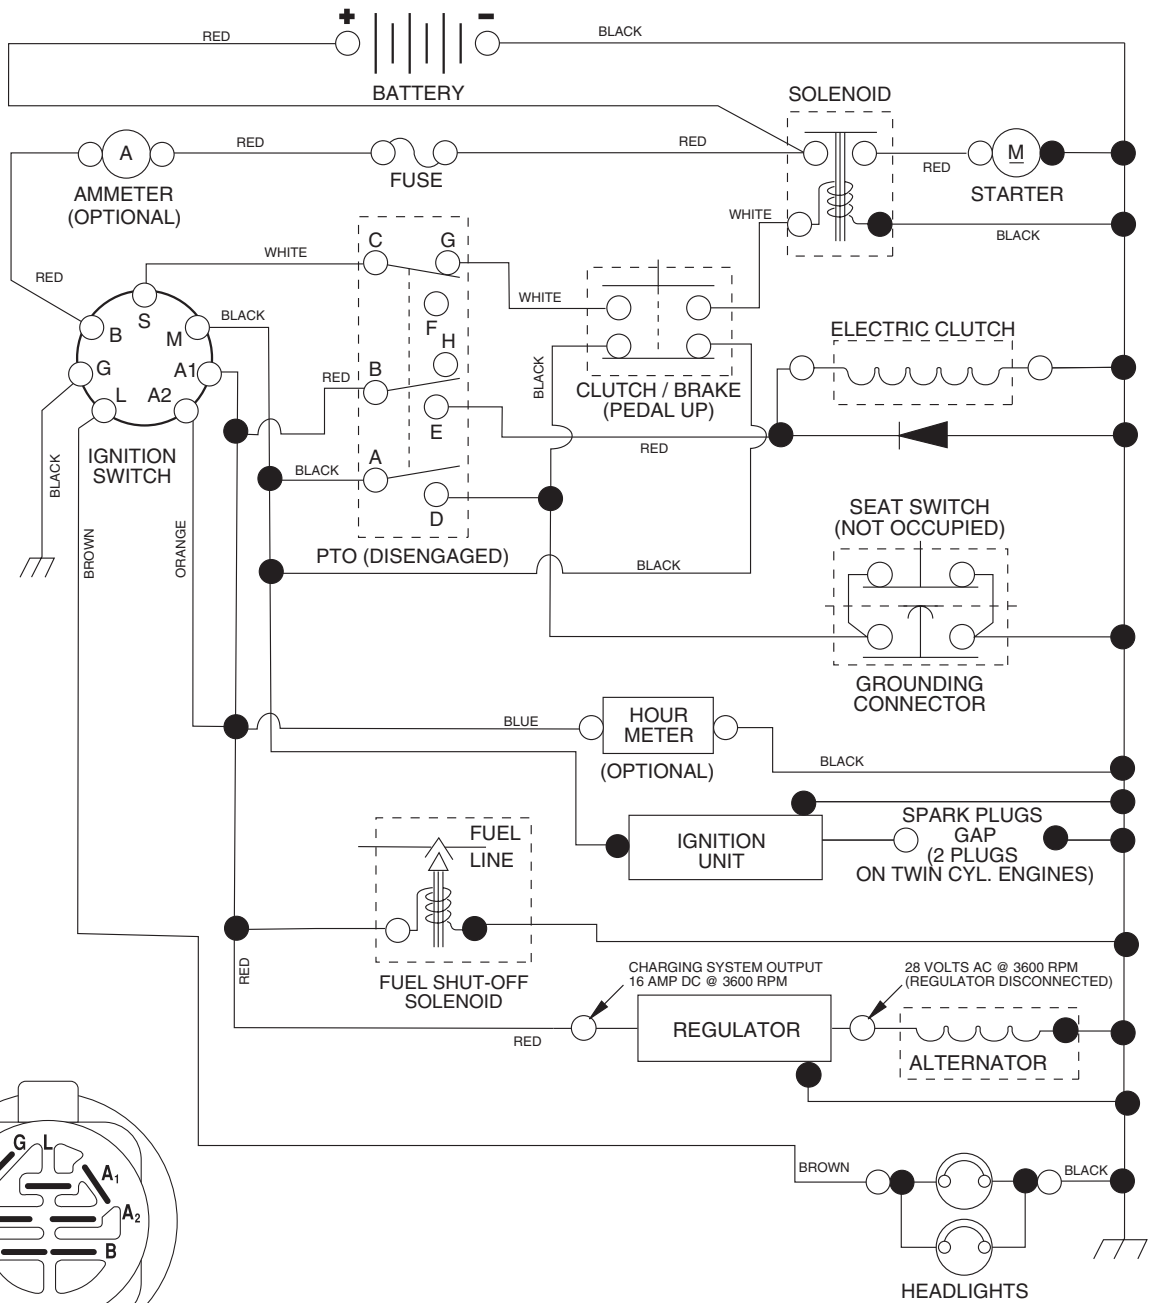 + -
RED
BLACK
BATTERY
SOLENOID
A
RED
RED
RED
M
FUSE
AMMETER
(OPTIONAL)
STARTER
WHITE
BLACK
C G
WHITE
RED
S
B
M
BLACK
F
H
WHITE
ELECTRIC CLUTCH
G
A1
L
A2
B
RED
E
BLACK
CLUTCH / BRAKE
(PEDAL UP)
RED
IGNITION
SWITCH
BLACK
A
BLACK
D
SEAT SWITCH
(NOT OCCUPIED)
BROWN
ORANGE
PTO (DISENGAGED)
BLACK
GROUNDING
CONNECTOR
BLUE
HOUR
METER
(OPTIONAL)
BLACK
FUEL
LINE
IGNITION
UNIT
SPARK PLUGS
GAP
(2 PLUGS
ON TWIN CYL. ENGINES)
RED
FUEL SHUT-OFF
SOLENOID
CHARGING SYSTEM OUTPUT
16 AMP DC @ 3600 RPM
28 VOLTS AC @ 3600 RPM
(REGULATOR DISCONNECTED)
RED
REGULATOR
ALTERNATOR
G L
A1
A2
B
BROWN
BLACK
HEADLIGHTS